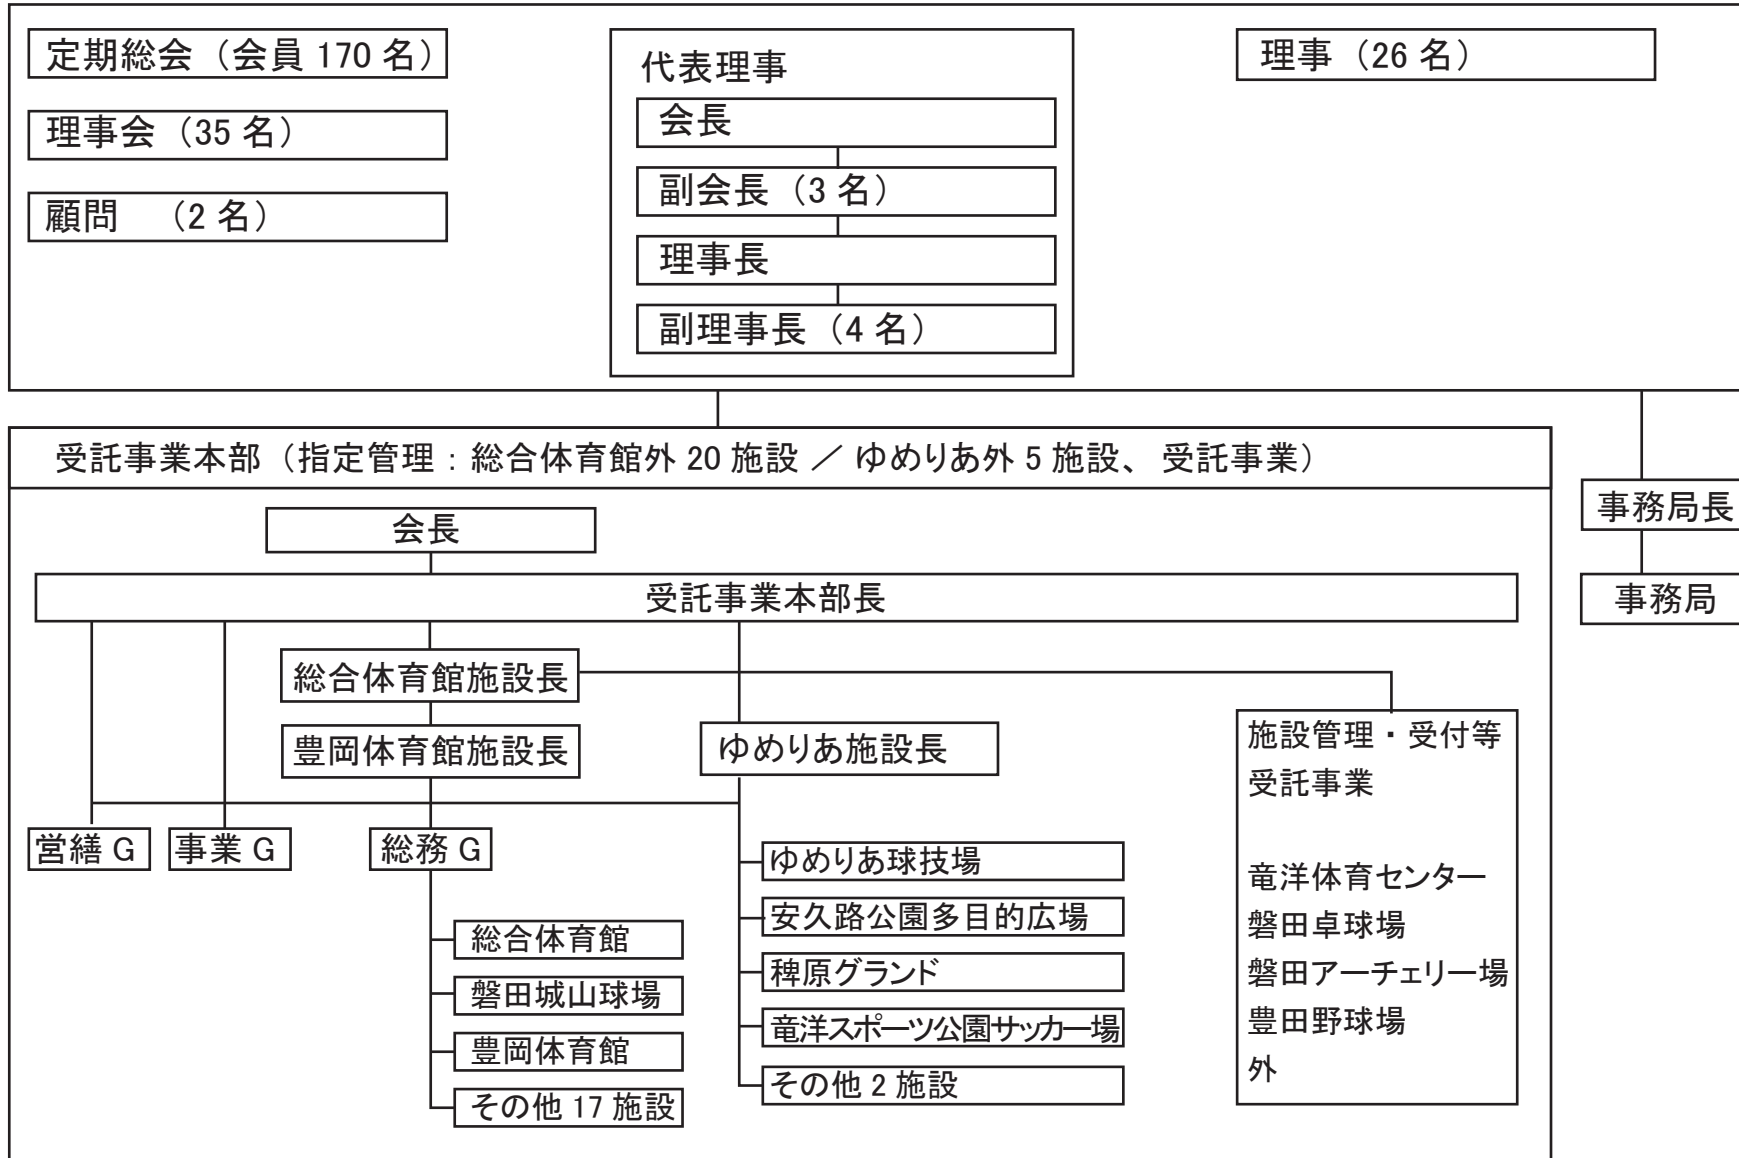 定期総会（会員 170 名）
理事会（35 名）
顧問　（2 名）
代表理事
会長
副会長（3 名）
理事長
副理事長（4 名）
理事（26 名）
受託事業本部（指定管理：総合体育館外 20 施設 ／ ゆめりあ外 5 施設、 受託事業）
会長
受託事業本部長
総合体育館施設長
豊岡体育館施設長
ゆめりあ施設長
営繕 G
事業 G
総務 G
総合体育館
磐田城山球場
豊岡体育館
その他 17 施設
ゆめりあ球技場
安久路公園多目的広場
稗原グランド
竜洋スポーツ公園サッカー場
その他 2 施設
施設管理・受付等
受託事業
竜洋体育センター
磐田卓球場
磐田アーチェリー場
豊田野球場
外
事務局長
事務局